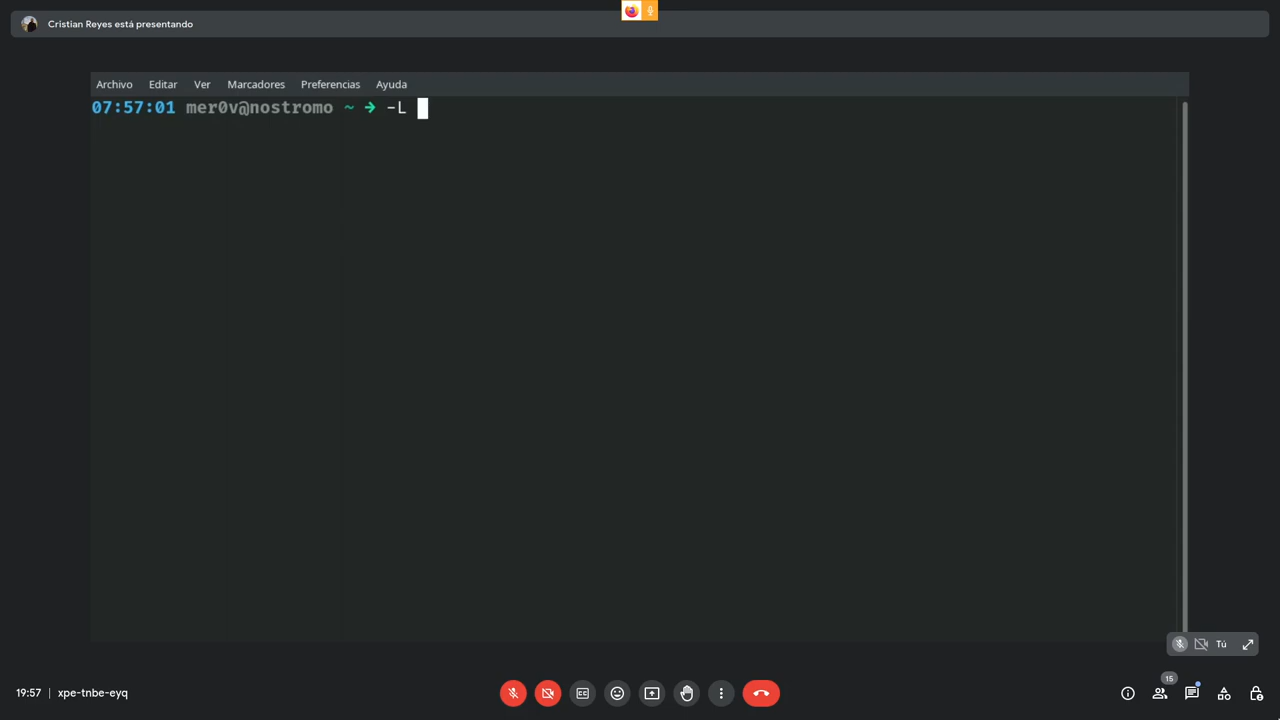 Cristian Reyes está presentando
Archivo Editar Ver Marcadores Preferencias Ayuda
07:57:01 mer0v@nostromo ~ → -L
Tú
15
19:57 | xpe-tnbe-eyq